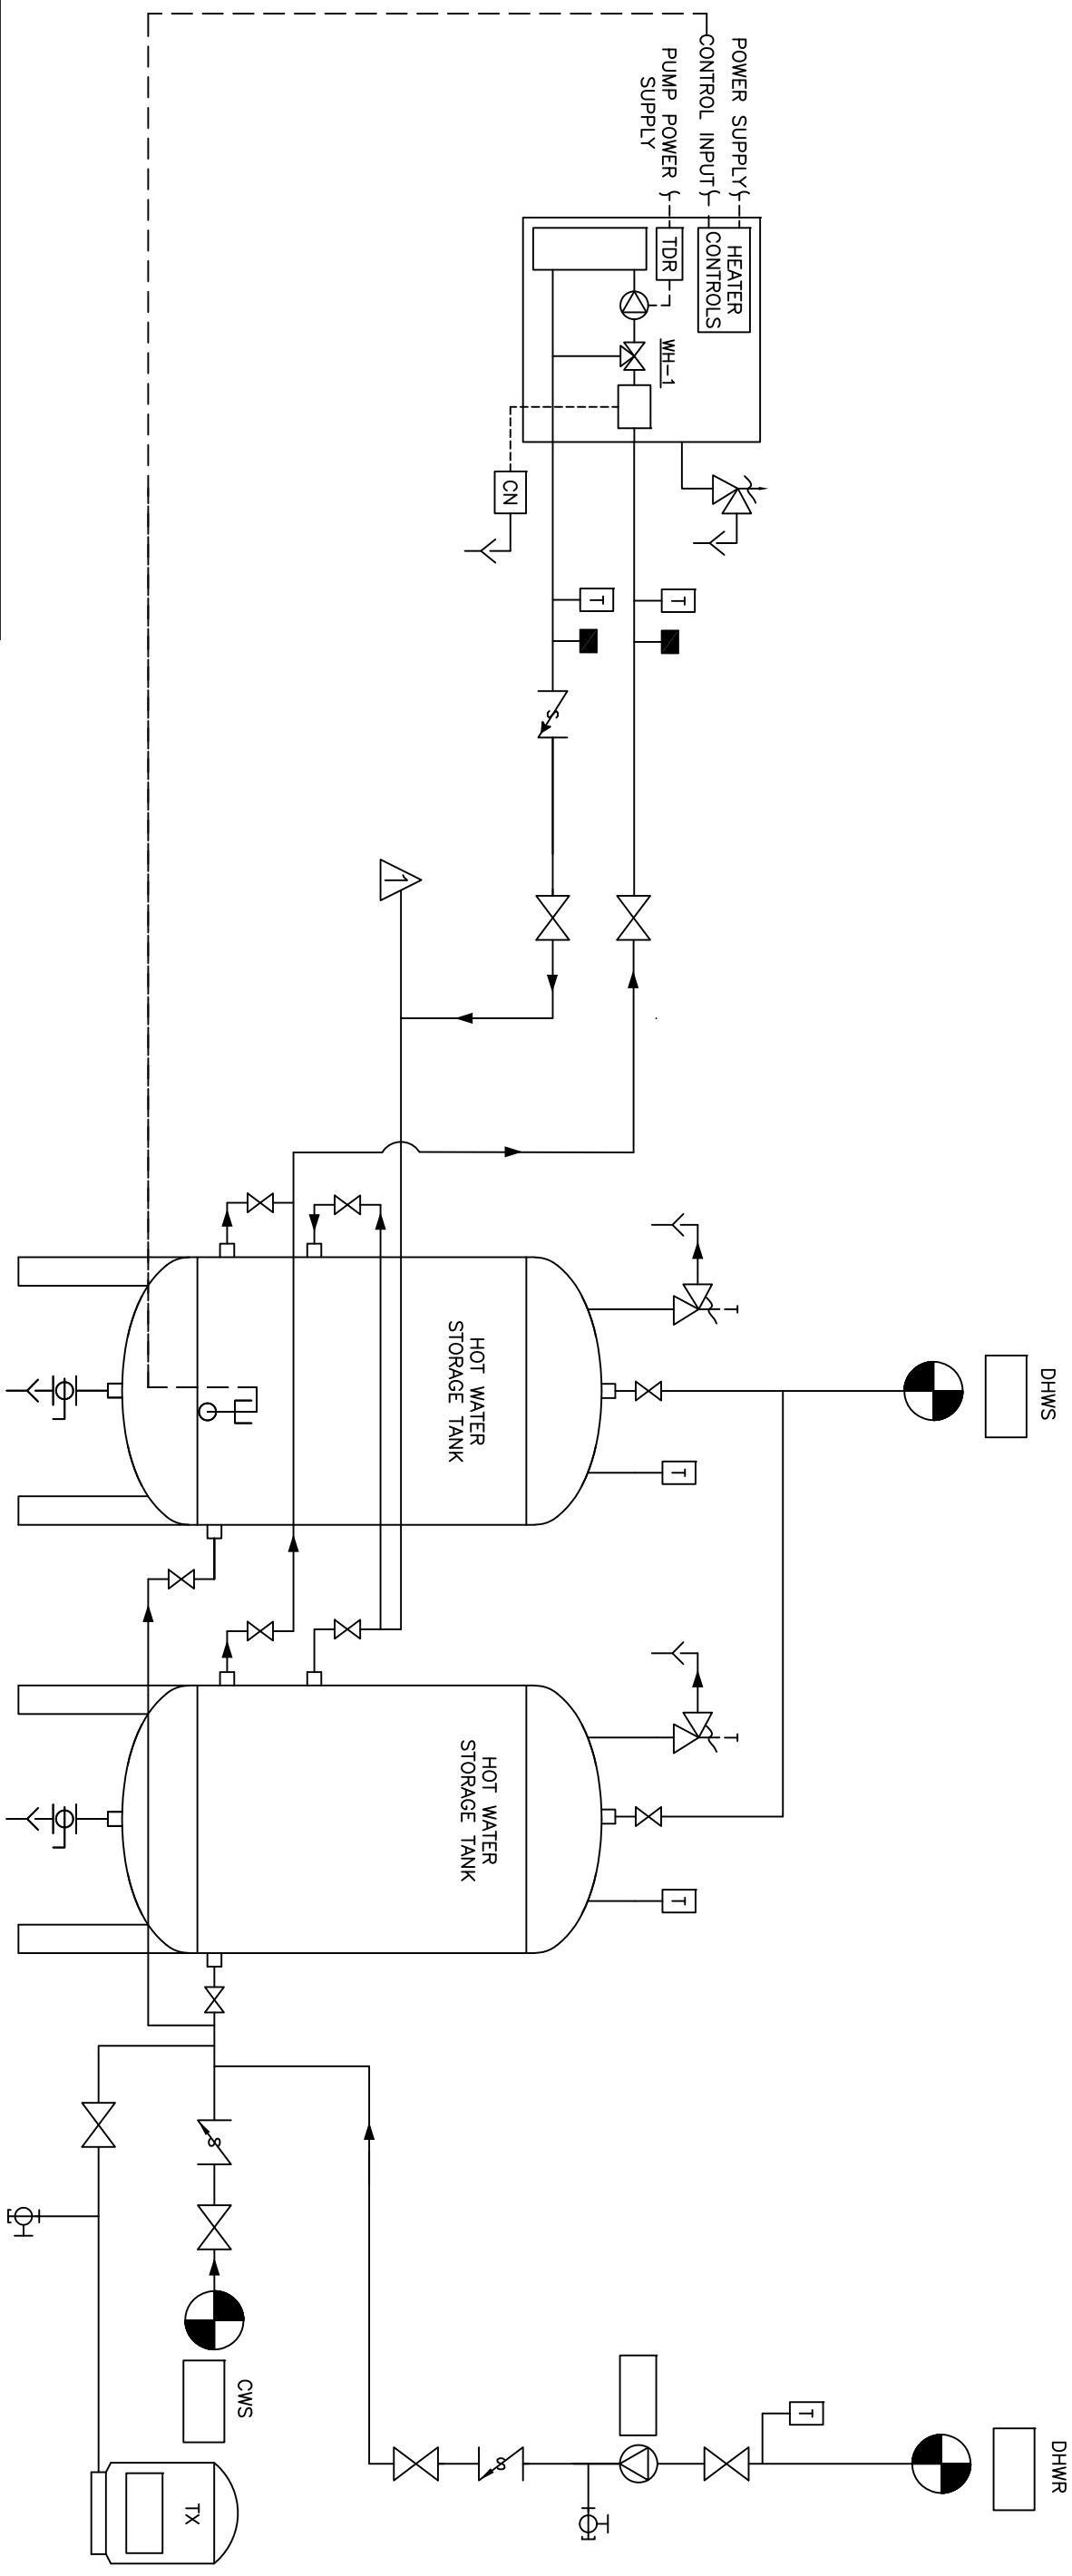 POWER SUPPLY
CONTROL INPUT
PUMP POWER
SUPPLY
HEATER
CONTROLS
TDR
WH-1
CN
T
T
S
1
HOT WATER
STORAGE TANK
T
T
DHWS
HOT WATER
STORAGE TANK
T
T
S
CWS
TX
S
T
DHWR